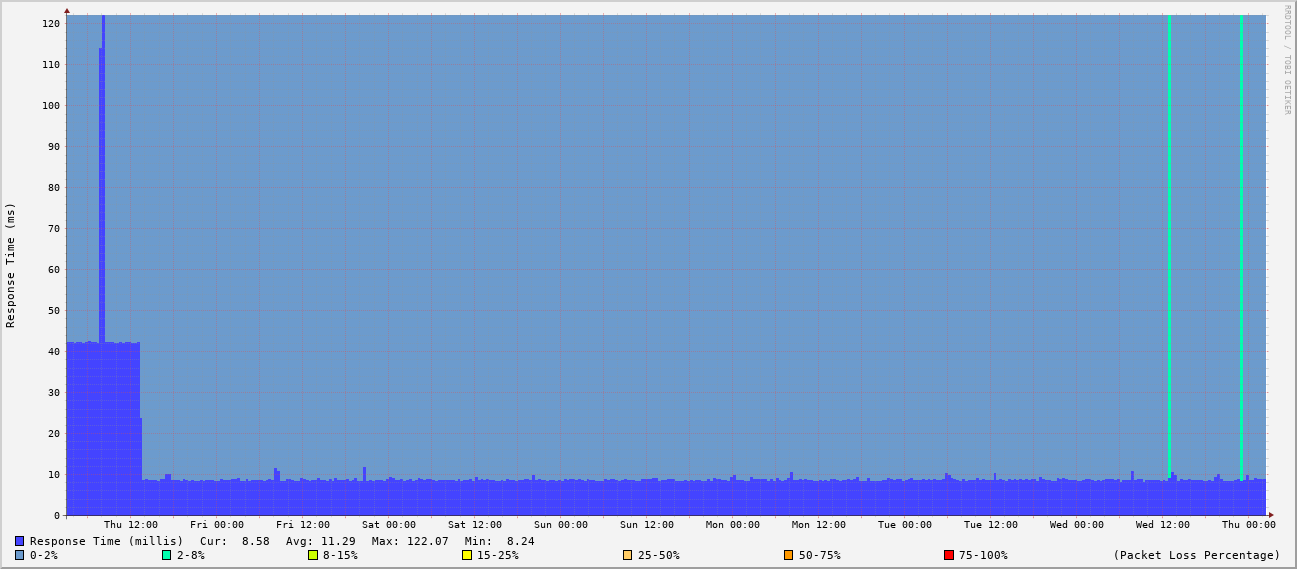 RRDTOOL / TOBI OETIKER
Response Time (ms)
120
110
100
90
80
70
60
50
40
30
20
10
0
Thu 12:00 Fri 00:00 Fri 12:00 Sat 00:00 Sat 12:00 Sun 00:00 Sun 12:00 Mon 00:00 Mon 12:00 Tue 00:00 Tue 12:00 Wed 00:00 Wed 12:00 Thu 00:00
Response Time (millis) Cur: 8.58 Avg: 11.29 Max: 122.07 Min: 8.24
0-2% 2-8% 8-15% 15-25% 25-50% 50-75% 75-100% (Packet Loss Percentage)